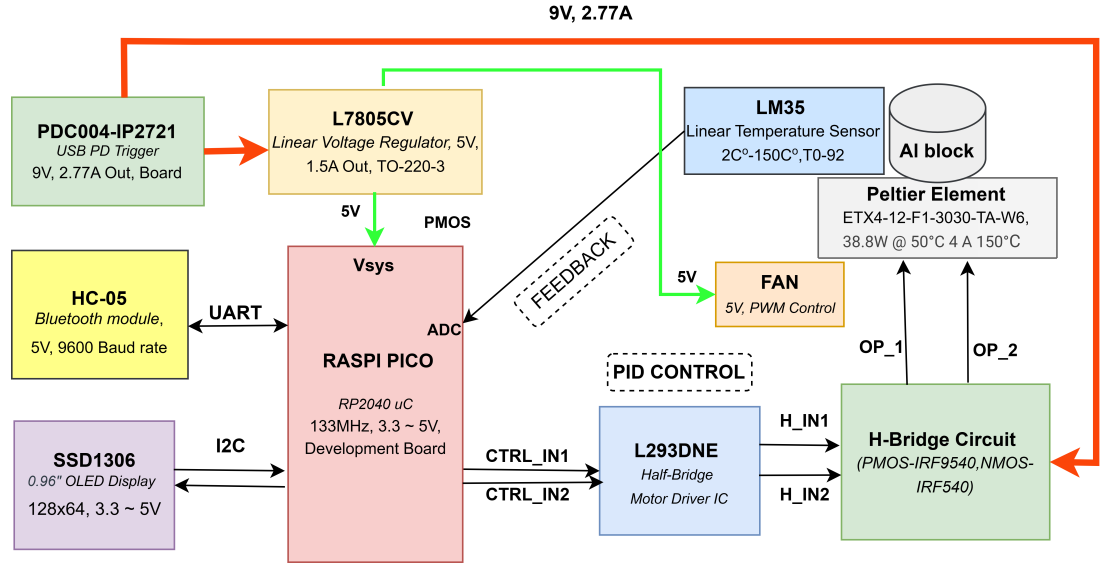 9V, 2.77A
PDC004-IP2721
USB PD Trigger
9V, 2.77A Out, Board
L7805CV
Linear Voltage Regulator, 5V,
1.5A Out, TO-220-3
LM35
Linear Temperature Sensor
2Cº-150Cº,T0-92
Al block
Peltier Element
ETX4-12-F1-3030-TA-W6,
38.8W @ 50°C 4 A 150°C
5V
PMOS
HC-05
Bluetooth module,
5V, 9600 Baud rate
UART
Vsys
ADC
RASPI PICO
RP2040 uC
133MHz, 3.3 ~ 5V,
Development Board
FEEDBACK
5V
FAN
5V, PWM Control
OP_1
OP_2
PID CONTROL
SSD1306
0.96" OLED Display
128x64, 3.3 ~ 5V
I2C
CTRL_IN1
CTRL_IN2
L293DNE
Half-Bridge
Motor Driver IC
H_IN1
H_IN2
H-Bridge Circuit
(PMOS-IRF9540,NMOS-
IRF540)